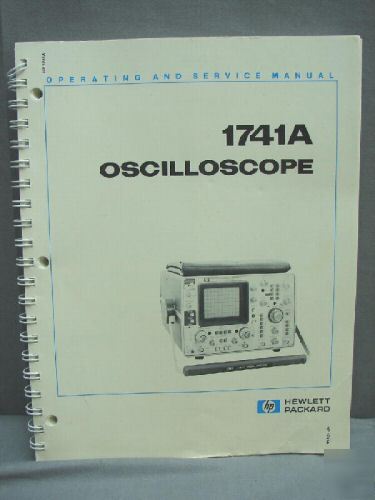 OPERATING AND SERVICE MANUAL
1741A
OSCILLOSCOPE
hp
HEWLETT
PACKARD